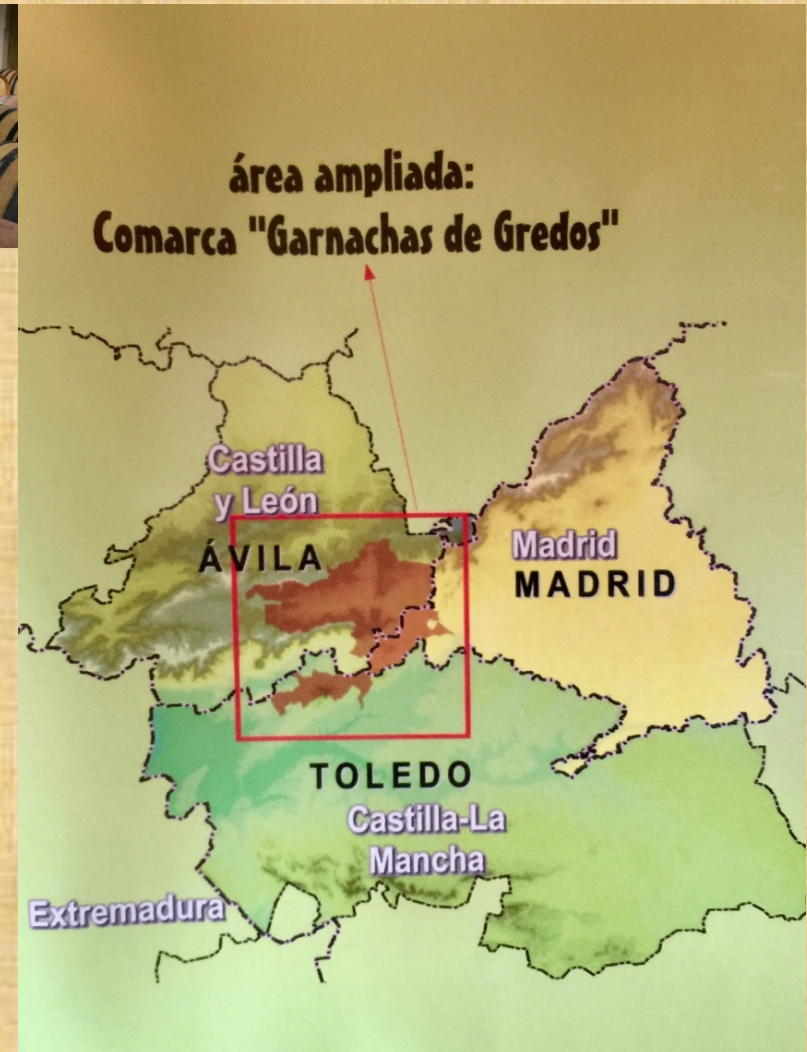 área ampliada:
Comarca "Garnachas de Gredos"
Castilla
y León
ÁVILA
Madrid
MADRID
TOLEDO
Castilla-La
Mancha
Extremadura